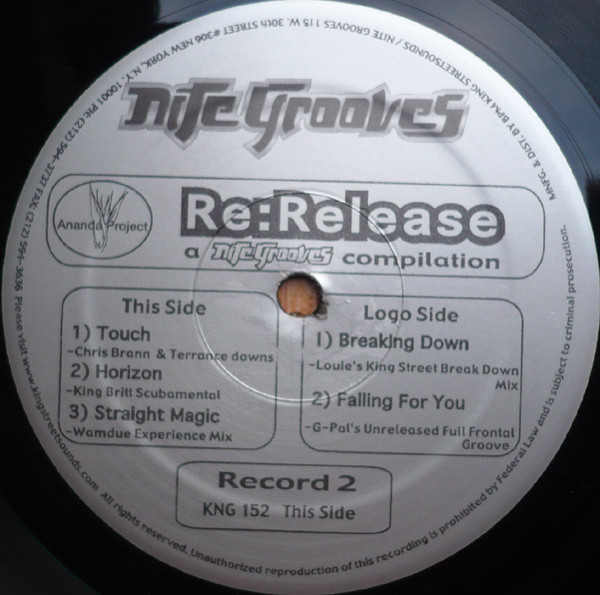 Nite Grooves
Ananda Project
Re:Release
a Nite Grooves compilation
This Side
1) Touch
-Chris Brann & Terrance downs
2) Horizon
-King Britt Scubamental
3) Straight Magic
-Wamdue Experience Mix
Logo Side
1) Breaking Down
-Louie's King Street Break Down
Mix
2) Falling For You
-G-Pal's Unreleased Full Frontal
Groove
Record 2
KNG 152 This Side
MNFG. & DIST. BY BPM KING STREETSOUNDS / NITE GROOVES 115 W. 30th STREET #306 NEW YORK, N.Y. 10001 PH: (212) 594-3737 FAX: (212) 594-3636 Please visit www.kingstreetsounds.com All rights reserved. Unauthorized reproduction of this recording is prohibited by Federal Law and is subject to criminal prosecution.